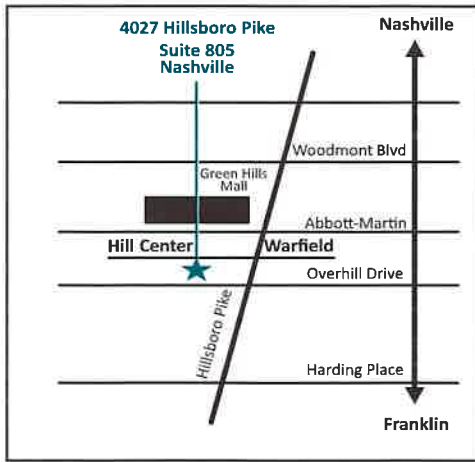 4027 Hillsboro Pike
Suite 805
Nashville
Nashville
Woodmont Blvd
Green Hills
Mall
Abbott-Martin
Hill Center
Warfield
Overhill Drive
Hillsboro Pike
Harding Place
Franklin